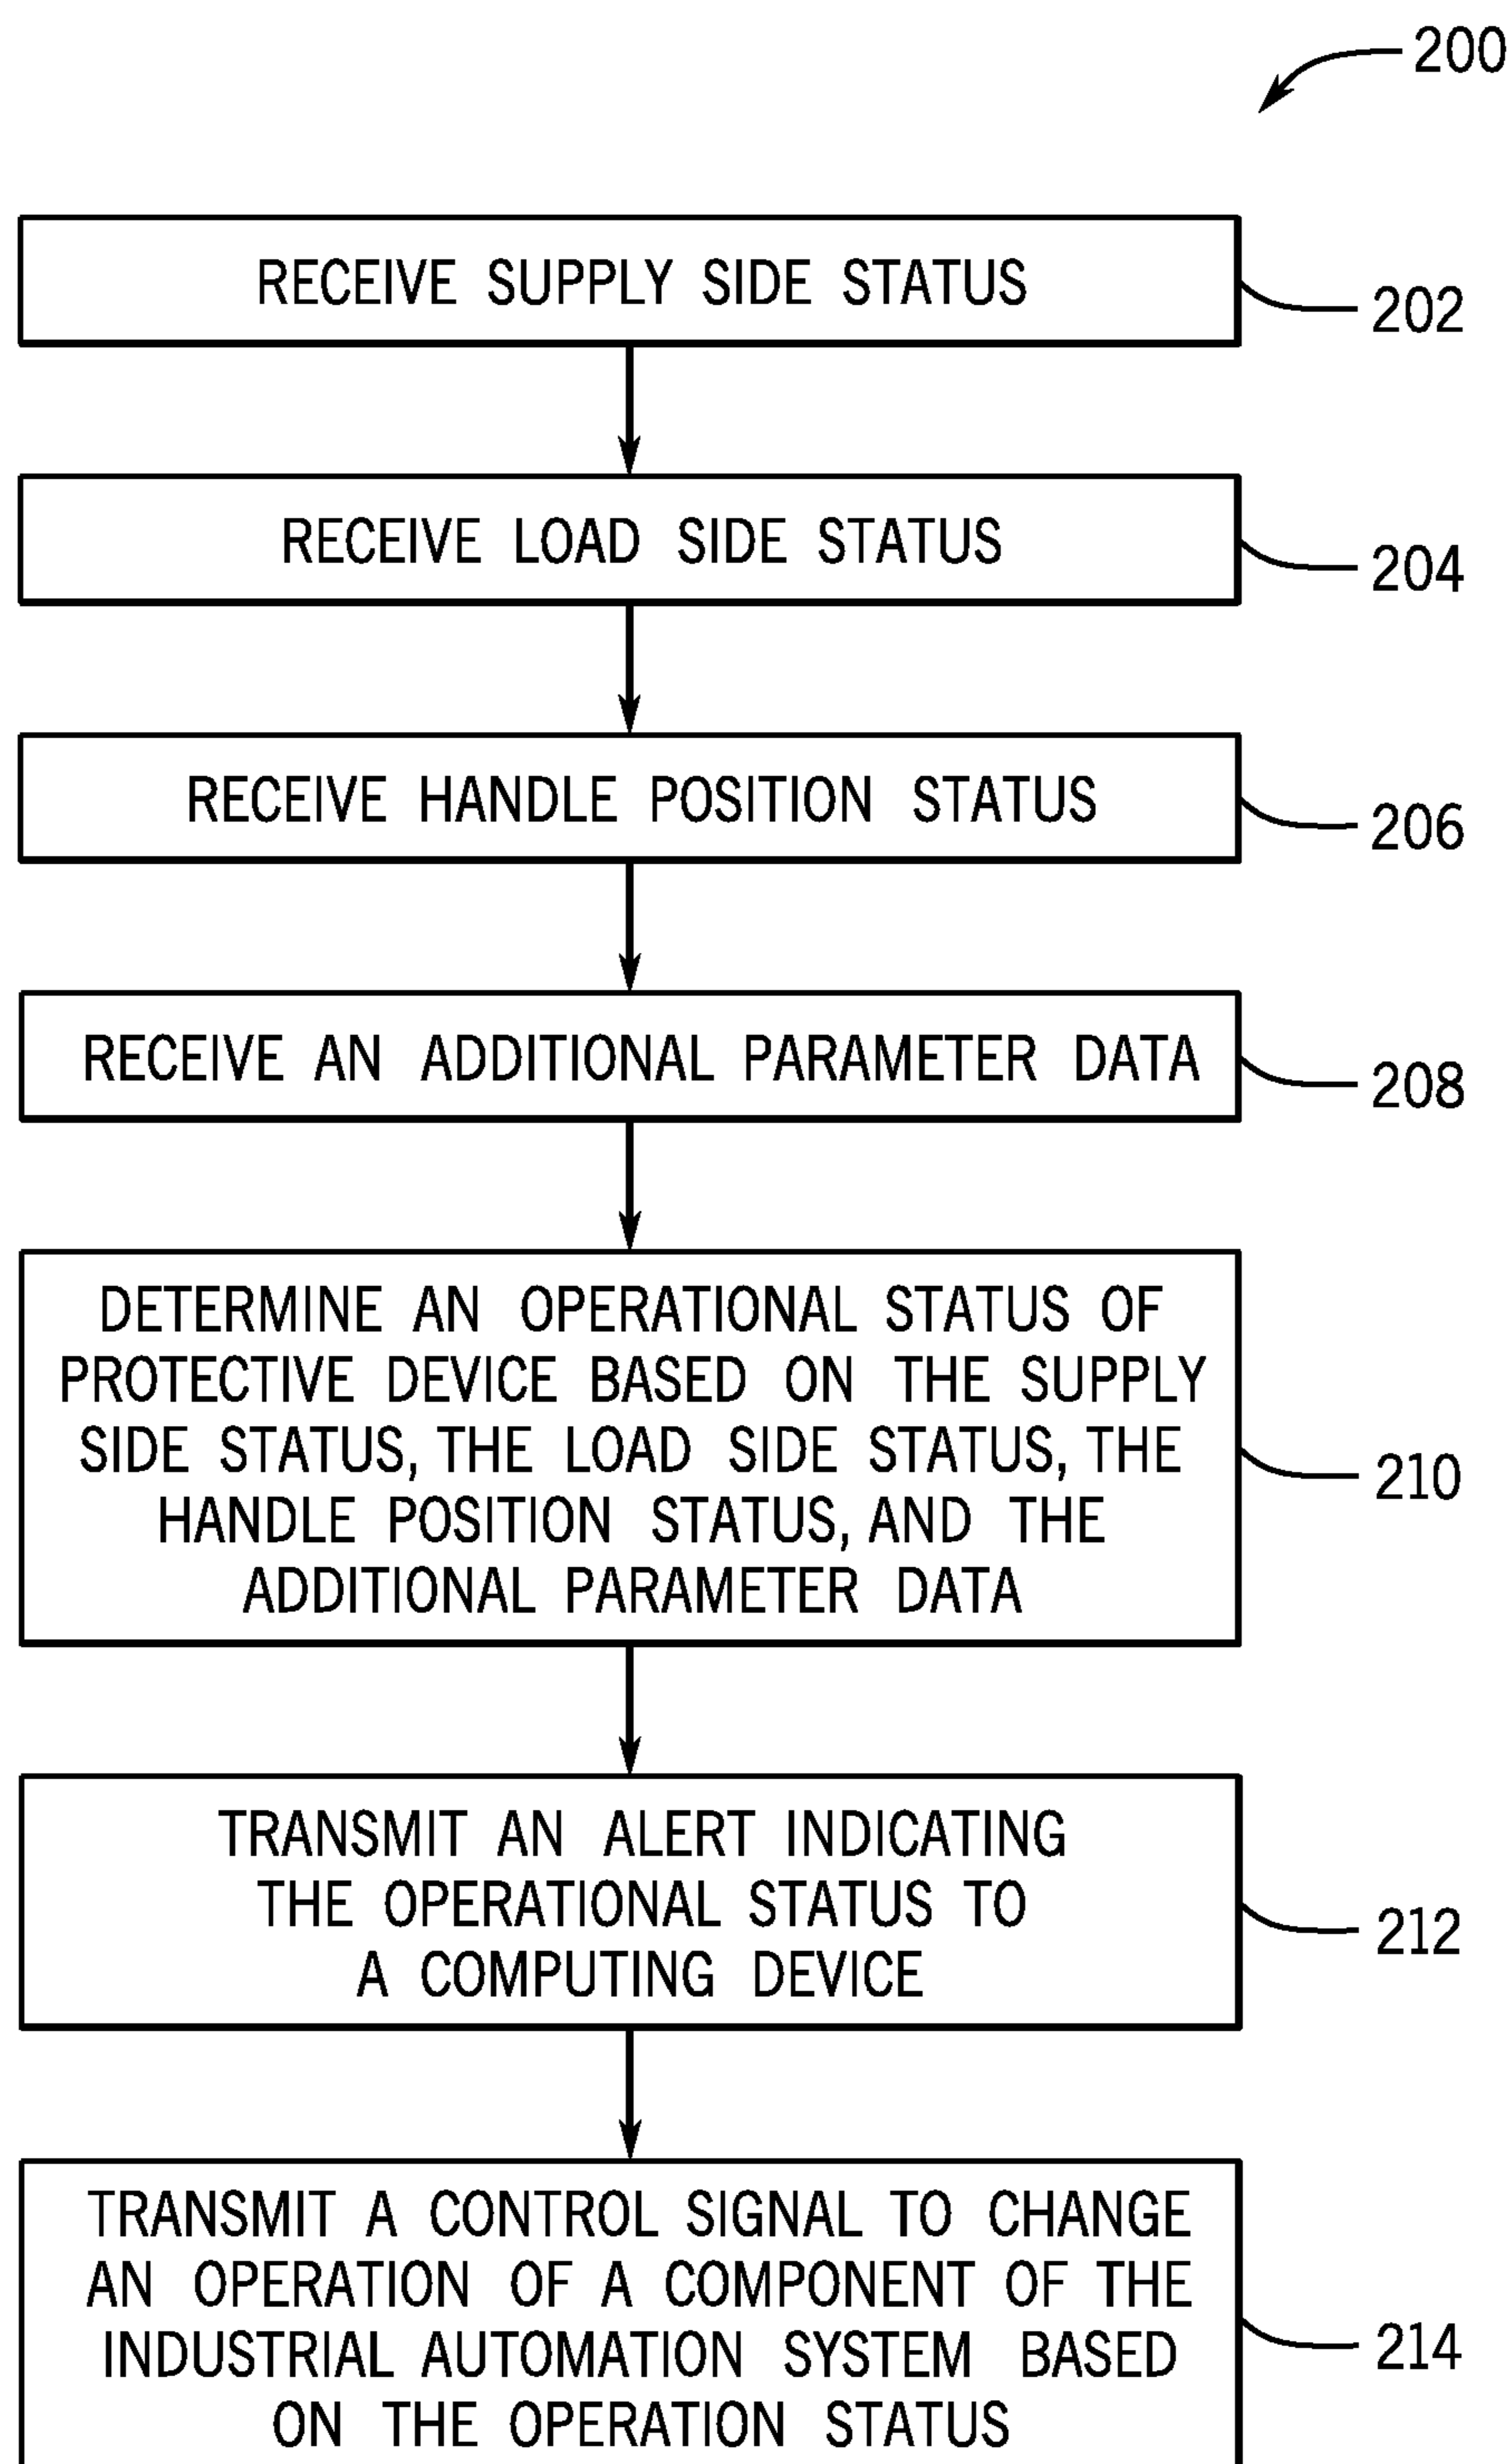 200
RECEIVE SUPPLY SIDE STATUS
202
RECEIVE LOAD SIDE STATUS
204
RECEIVE HANDLE POSITION STATUS
206
RECEIVE AN ADDITIONAL PARAMETER DATA
208
DETERMINE AN OPERATIONAL STATUS OF
PROTECTIVE DEVICE BASED ON THE SUPPLY
SIDE STATUS, THE LOAD SIDE STATUS, THE
HANDLE POSITION STATUS, AND THE
ADDITIONAL PARAMETER DATA
210
TRANSMIT AN ALERT INDICATING
THE OPERATIONAL STATUS TO
A COMPUTING DEVICE
212
TRANSMIT A CONTROL SIGNAL TO CHANGE
AN OPERATION OF A COMPONENT OF THE
INDUSTRIAL AUTOMATION SYSTEM BASED
ON THE OPERATION STATUS
214